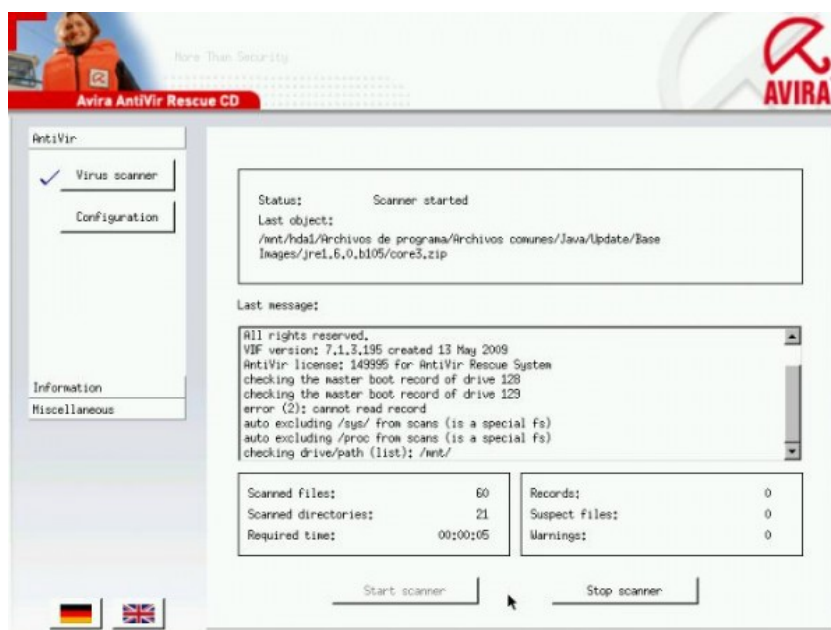 More Than Security
Avira AntiVir Rescue CD
AVIRA
AntiVir
Virus scanner
Configuration
Information
Miscellaneous
Status: Scanner started
Last object:
/mnt/hda1/Archivos de programa/Archivos comunes/Java/Update/Base
Images/jre1.6.0.b105/core3.zip
Last message:
All rights reserved.
VDF version: 7.1.3.195 created 13 May 2009
AntiVir license: 149995 for AntiVir Rescue System
checking the master boot record of drive 128
checking the master boot record of drive 129
error (2): cannot read record
auto excluding /sys/ from scans (is a special fs)
auto excluding /proc from scans (is a special fs)
checking drive/path (list): /mnt/
Scanned files: 60
Scanned directories: 21
Required time: 00:00:05
Records: 0
Suspect files: 0
Warnings: 0
Start scanner
Stop scanner